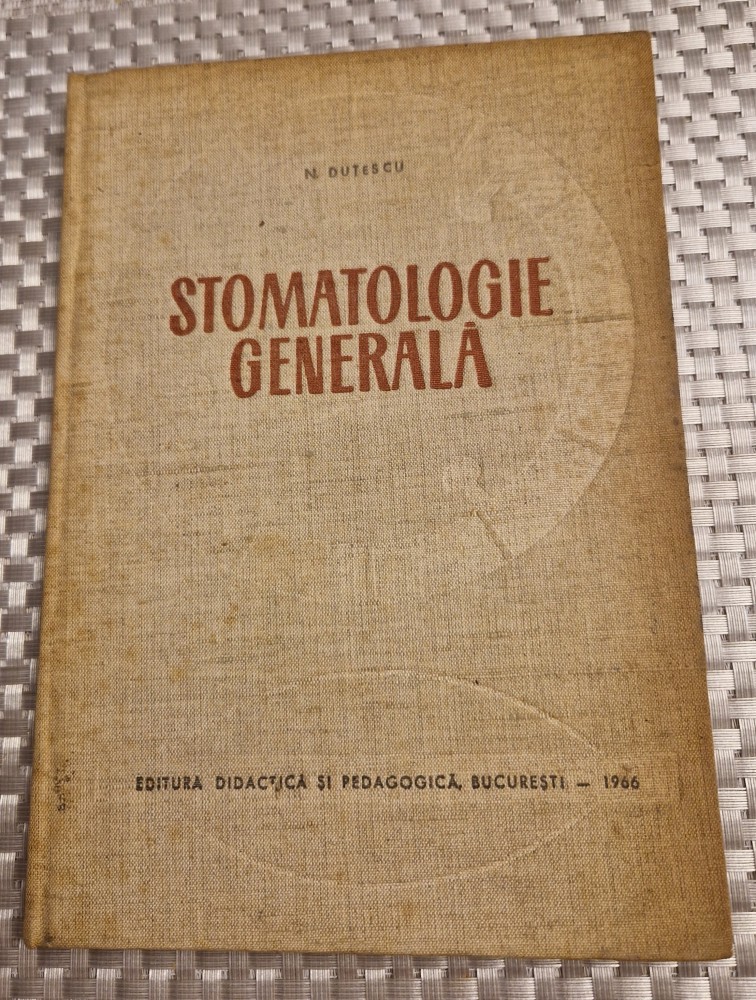 N. DUTESCU
STOMATOLOGIE
GENERALĂ
EDITURA DIDACTICĂ ȘI PEDAGOGICĂ, BUCUREȘTI — 1966